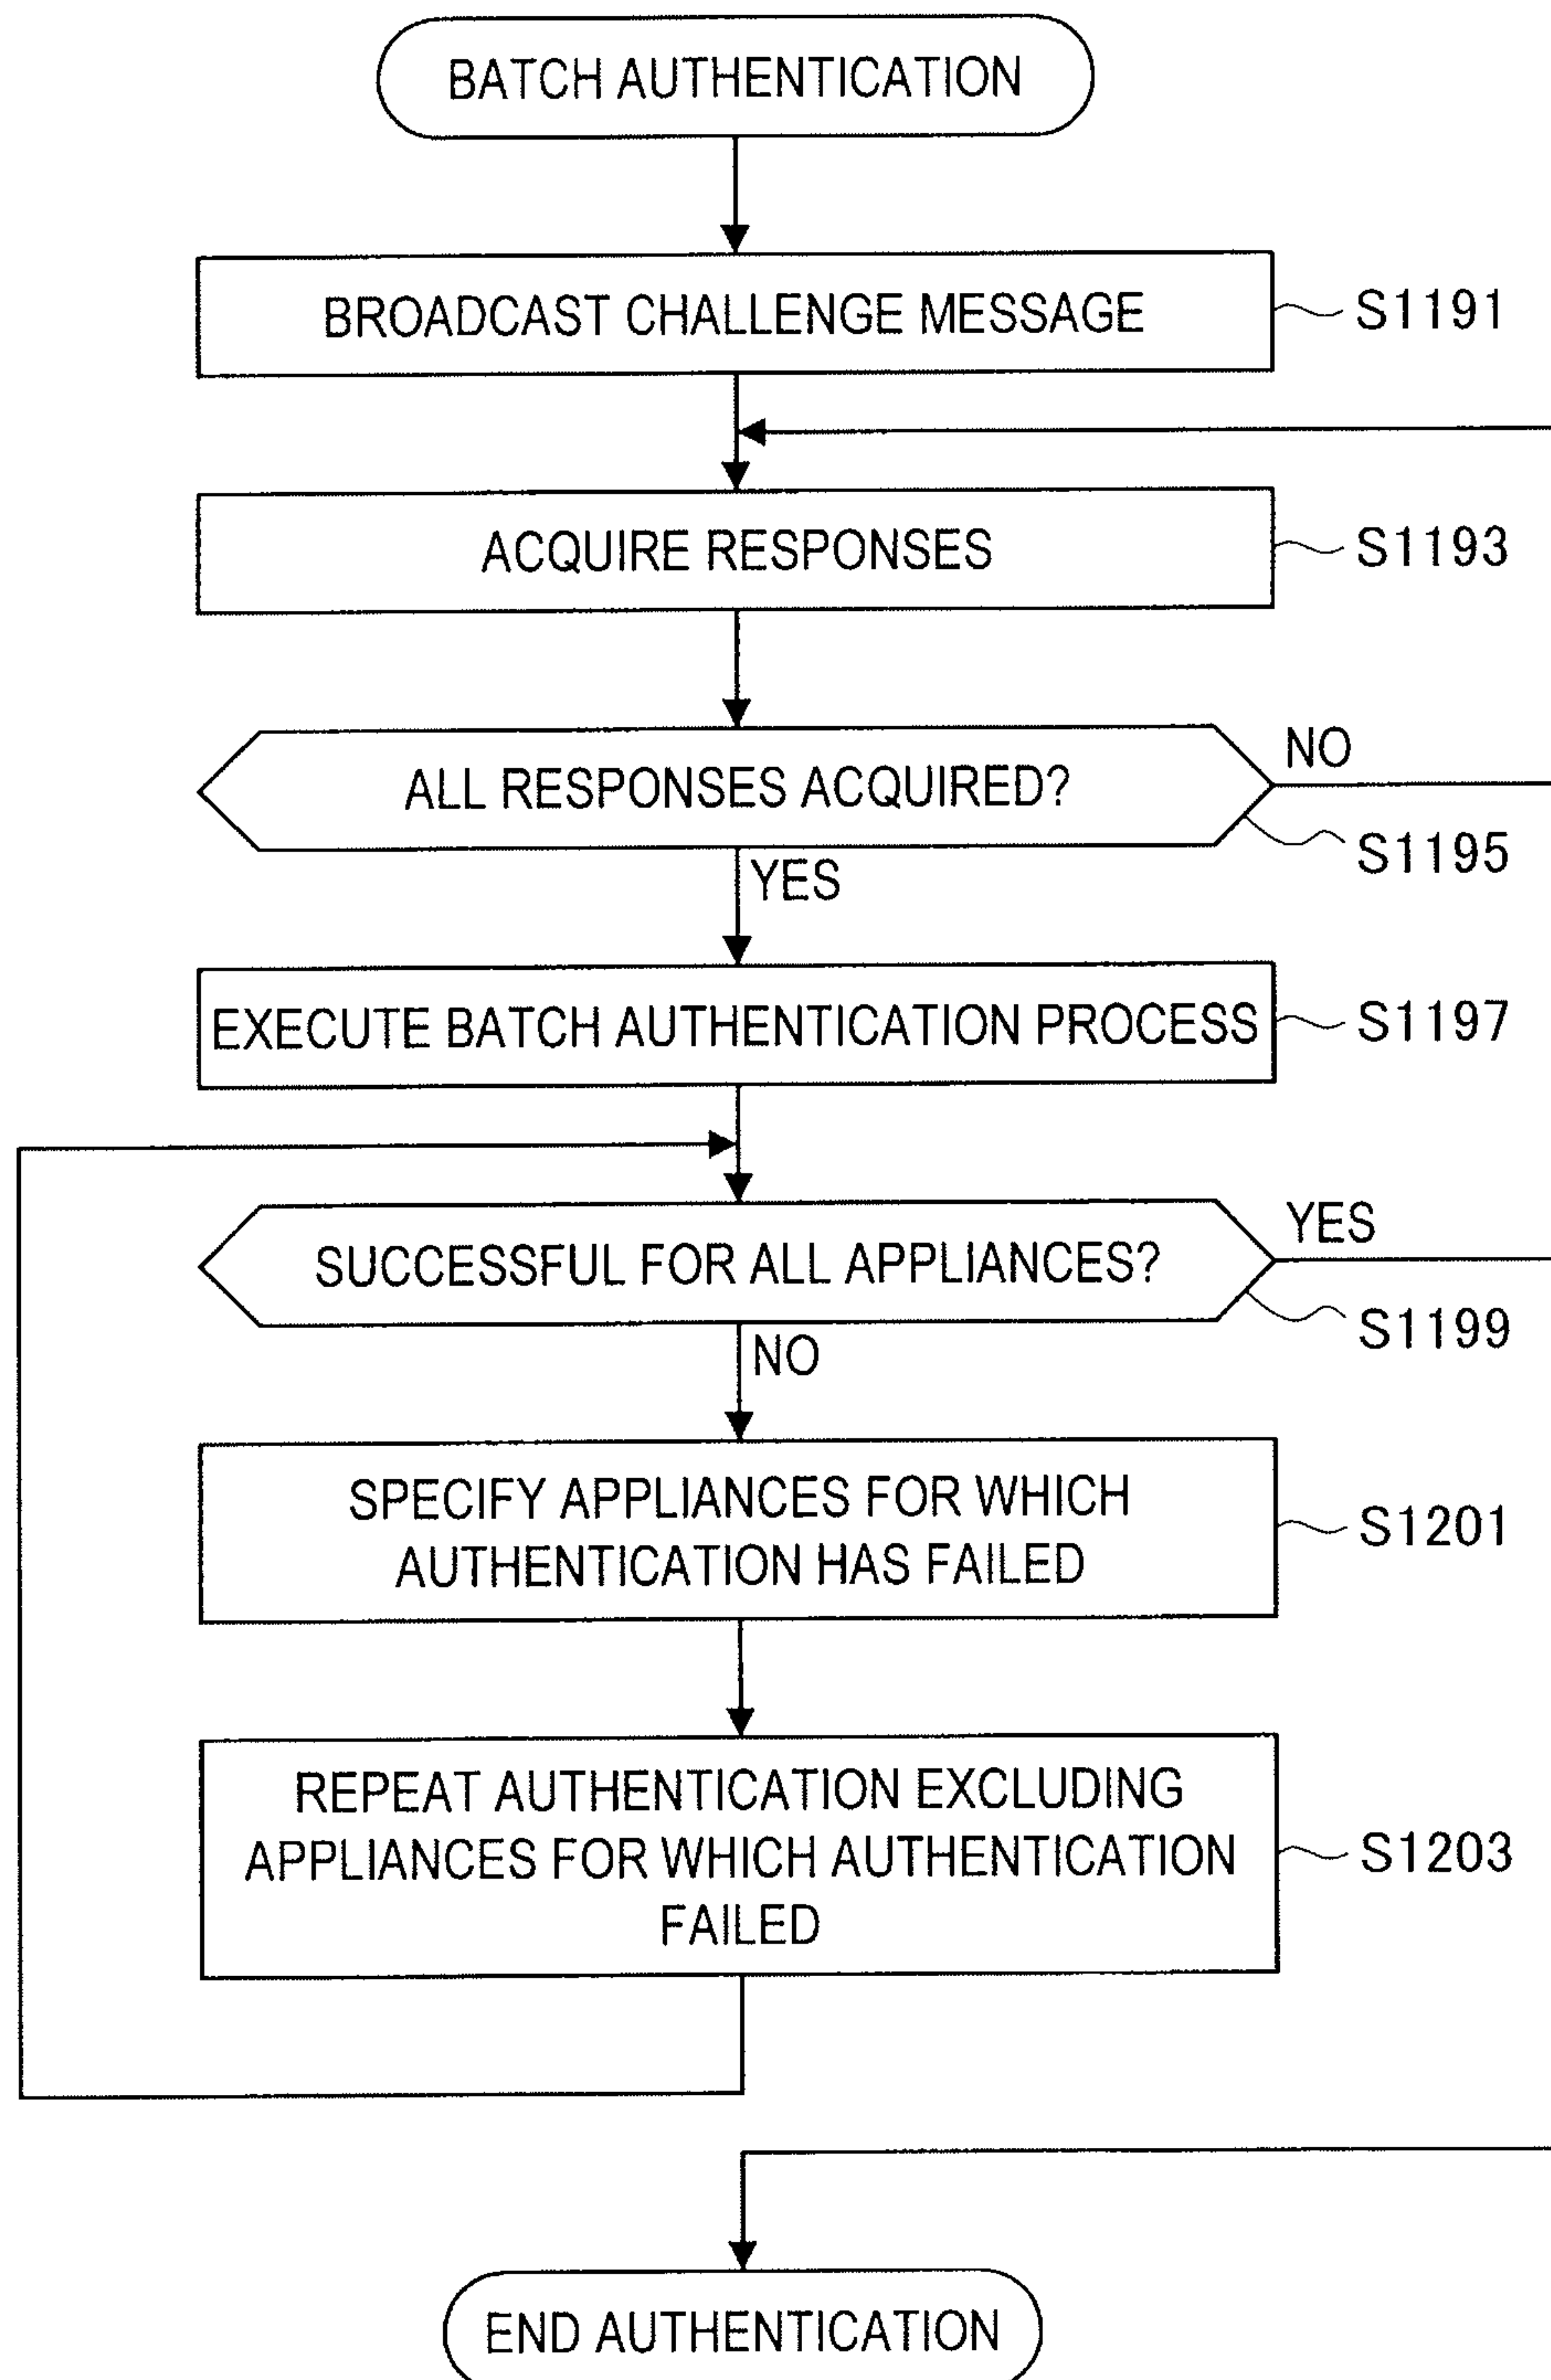 BATCH AUTHENTICATION
BROADCAST CHALLENGE MESSAGE
S1191
ACQUIRE RESPONSES
S1193
ALL RESPONSES ACQUIRED?
NO
S1195
YES
EXECUTE BATCH AUTHENTICATION PROCESS
S1197
SUCCESSFUL FOR ALL APPLIANCES?
YES
S1199
NO
SPECIFY APPLIANCES FOR WHICH
AUTHENTICATION HAS FAILED
S1201
REPEAT AUTHENTICATION EXCLUDING
APPLIANCES FOR WHICH AUTHENTICATION
FAILED
S1203
END AUTHENTICATION